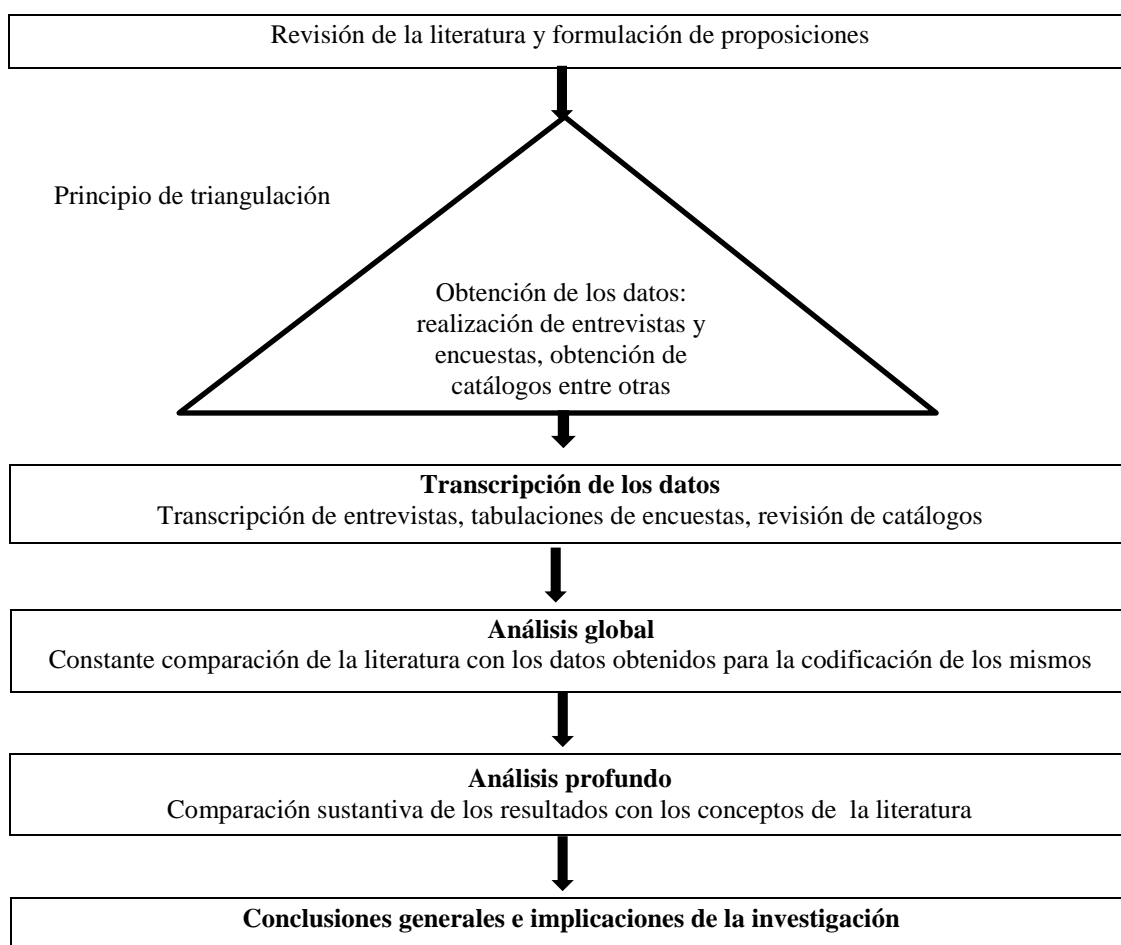 Revisión de la literatura y formulación de proposiciones
Principio de triangulación
Obtención de los datos:
realización de entrevistas y
encuestas, obtención de
catálogos entre otras
Transcripción de los datos
Transcripción de entrevistas, tabulaciones de encuestas, revisión de catálogos
Análisis global
Constante comparación de la literatura con los datos obtenidos para la codificación de los mismos
Análisis profundo
Comparación sustantiva de los resultados con los conceptos de  la literatura
Conclusiones generales e implicaciones de la investigación